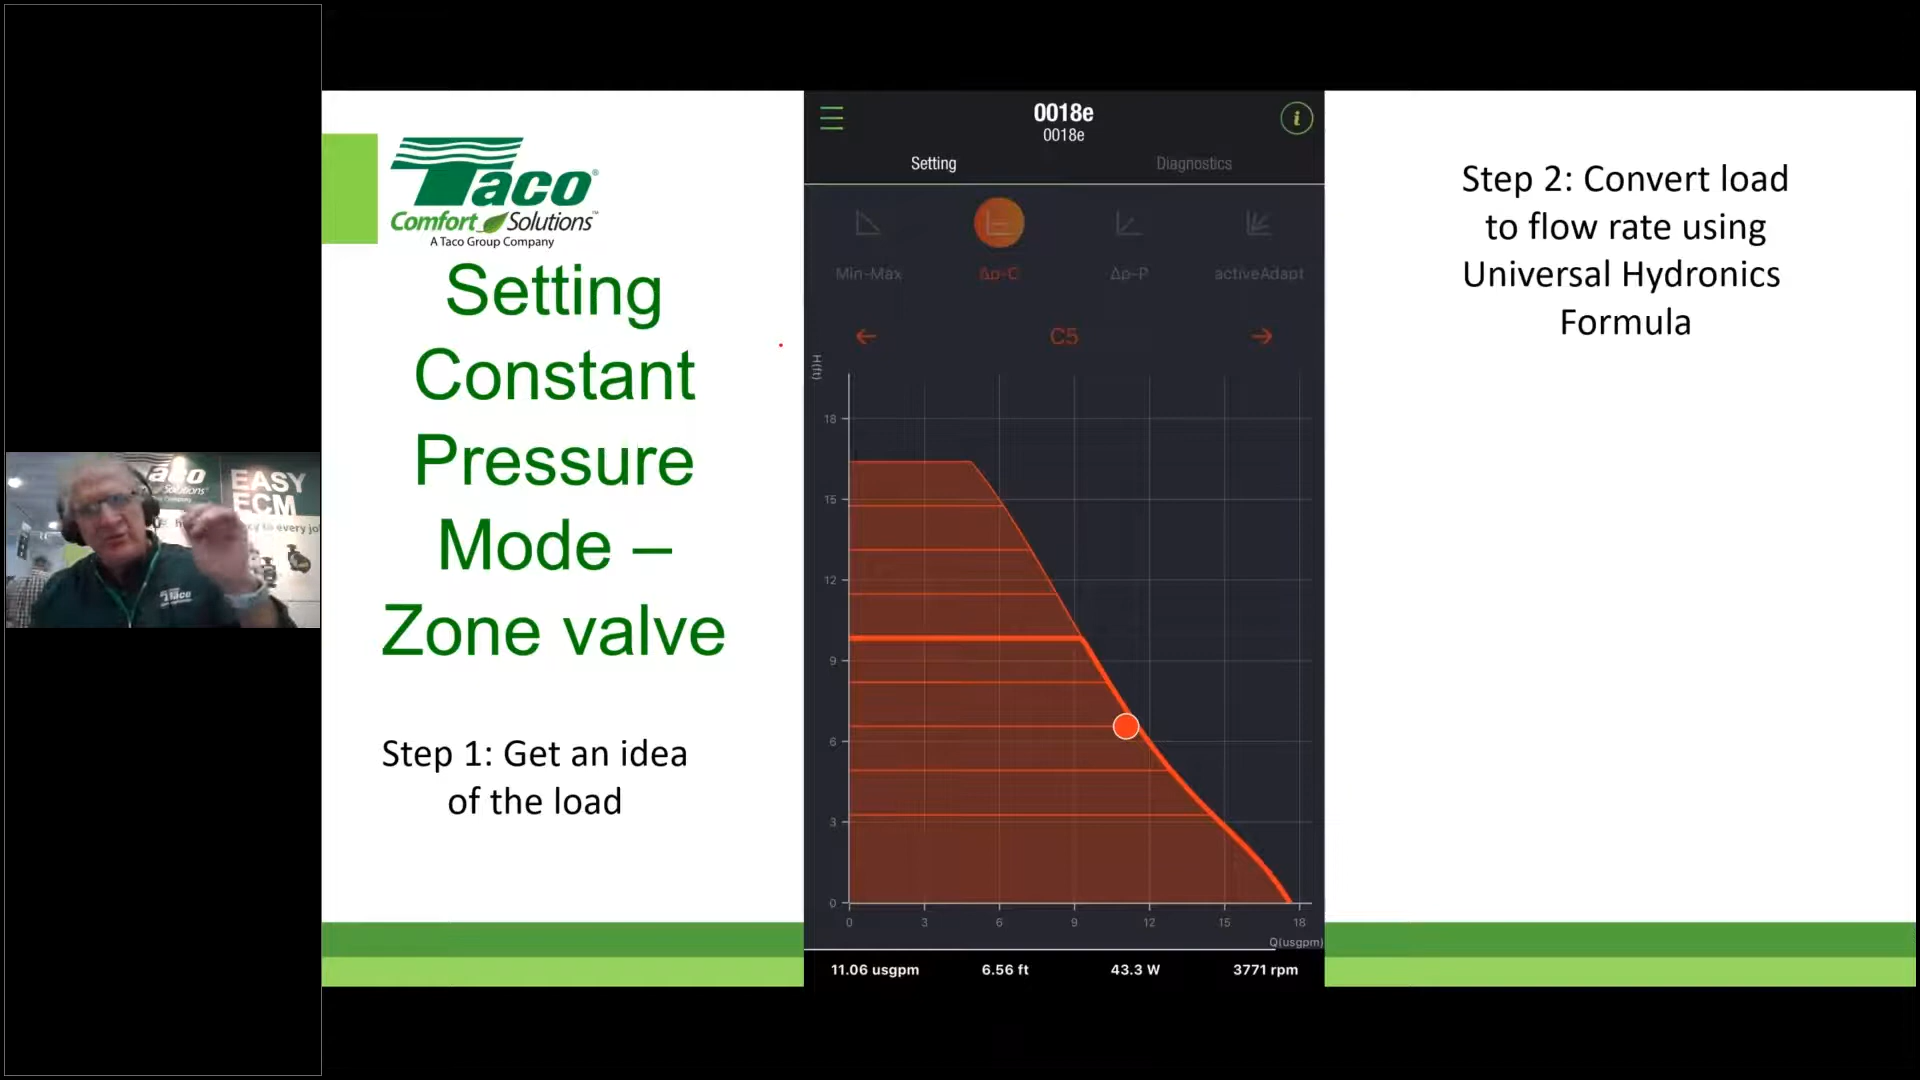 Taco®
Comfort Solutions™
A Taco Group Company
Setting
Constant
Pressure
Mode –
Zone valve
Step 1: Get an idea
of the load
0018e
0018e
i
Setting
Diagnostics
Min-Max
Δp-C
Δp-P
activeAdapt
← C5 →
H(ft)
18
15
12
9
6
3
0
0 3 6 9 12 15 18
Q(usgpm)
11.06 usgpm 6.56 ft 43.3 W 3771 rpm
Step 2: Convert load
to flow rate using
Universal Hydronics
Formula
aco
Solutions
EASY
ECM
Taco